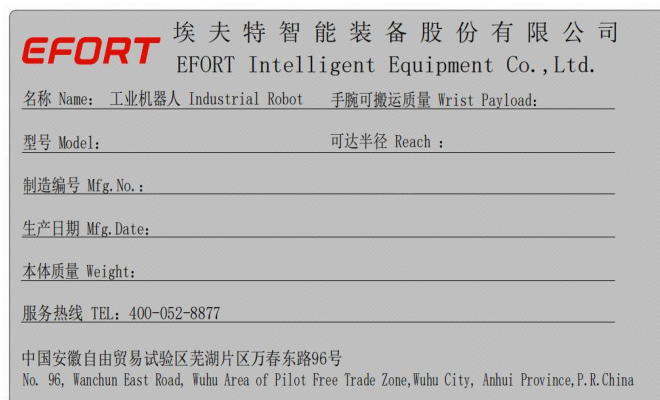 EFORT 埃夫特智能装备股份有限公司
EFORT Intelligent Equipment Co.,Ltd.
名称 Name: 工业机器人 Industrial Robot 手腕可搬运质量 Wrist Payload:
型号 Model: 可达半径 Reach :
制造编号 Mfg.No.:
生产日期 Mfg.Date:
本体质量 Weight:
服务热线 TEL: 400-052-8877
中国安徽自由贸易试验区芜湖片区万春东路96号
No. 96, Wanchun East Road, Wuhu Area of Pilot Free Trade Zone,Wuhu City, Anhui Province,P.R.China